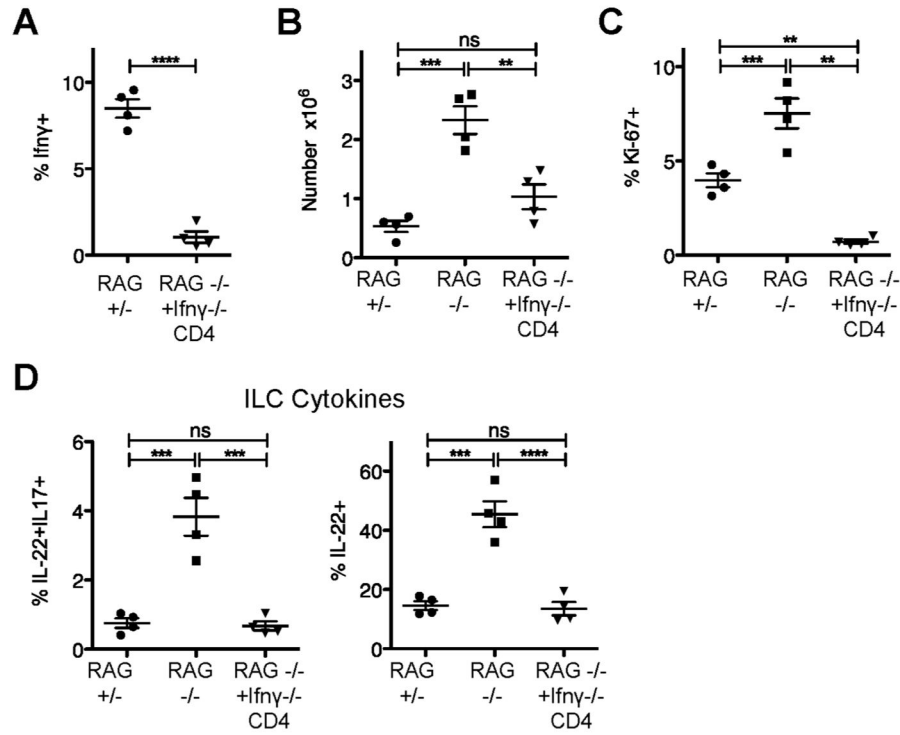 A
B
C
****
% Ifnγ+
10
5
0
RAG
+/-
RAG -/-
+Ifnγ-/-
CD4
ns
***
**
Number x10⁶
3
2
1
0
RAG
+/-
RAG
-/-
RAG -/-
+Ifnγ-/-
CD4
**
***
**
% Ki-67+
10
5
0
RAG
+/-
RAG
-/-
RAG -/-
+Ifnγ-/-
CD4
D
ILC Cytokines
ns
***
***
% IL-22+IL17+
6
4
2
0
RAG
+/-
RAG
-/-
RAG -/-
+Ifnγ-/-
CD4
ns
***
****
% IL-22+
60
40
20
0
RAG
+/-
RAG
-/-
RAG -/-
+Ifnγ-/-
CD4